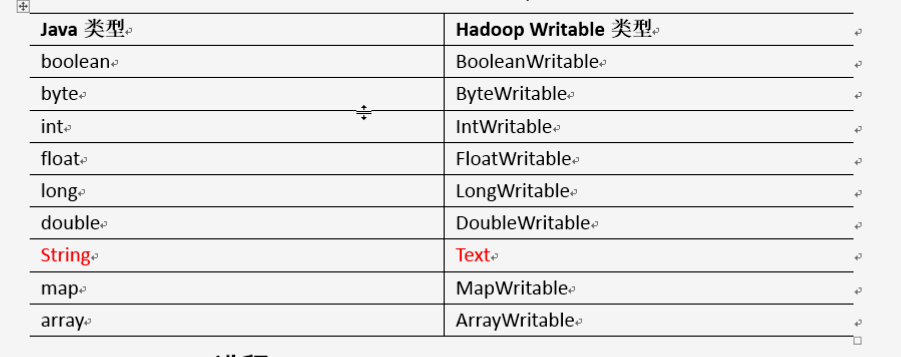 Java 类型 Hadoop Writable 类型
boolean BooleanWritable
byte ByteWritable
int IntWritable
float FloatWritable
long LongWritable
double DoubleWritable
String Text
map MapWritable
array ArrayWritable